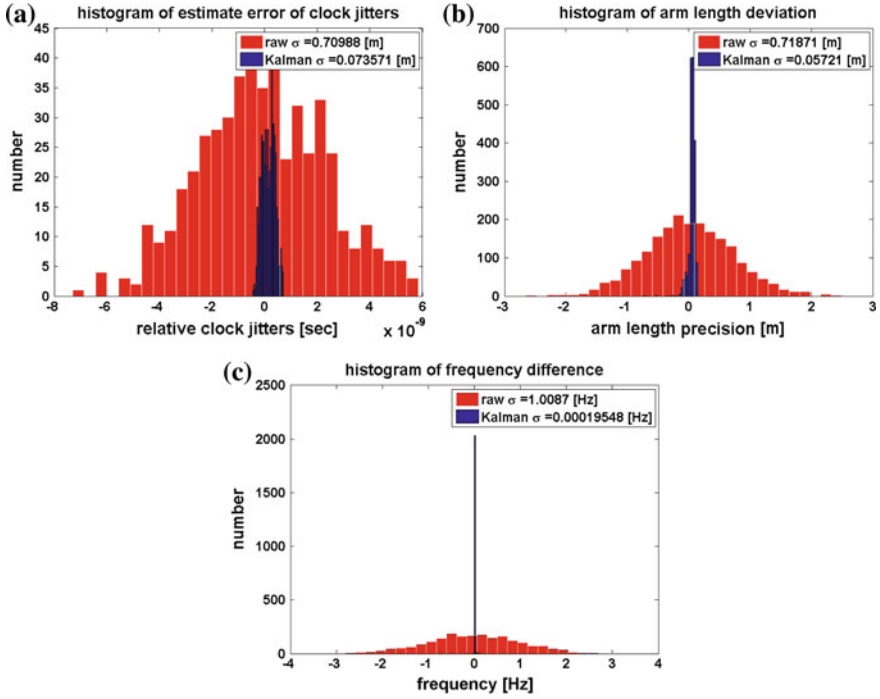 (a)
histogram of estimate error of clock jitters
raw σ =0.70988 [m]
Kalman σ =0.073571 [m]
45
40
35
30
25
20
15
10
5
0
number
-8
-6
-4
-2
0
2
4
6
x 10⁻⁹
relative clock jitters [sec]
(b)
histogram of arm length deviation
raw σ =0.71871 [m]
Kalman σ =0.05721 [m]
700
600
500
400
300
200
100
0
number
-3
-2
-1
0
1
2
3
arm length precision [m]
(c)
histogram of frequency difference
raw σ =1.0087 [Hz]
Kalman σ =0.00019548 [Hz]
2500
2000
1500
1000
500
0
number
-4
-3
-2
-1
0
1
2
3
4
frequency [Hz]